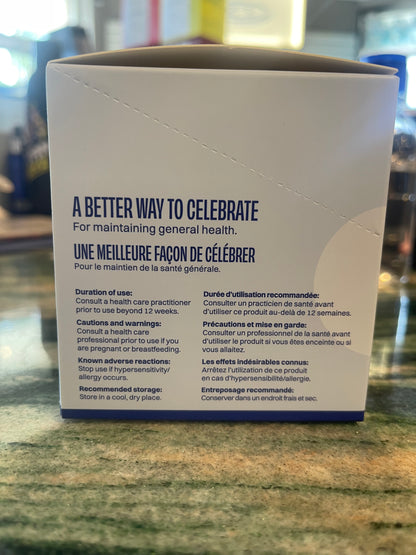 A BETTER WAY TO CELEBRATE
For maintaining general health.
UNE MEILLEURE FAÇON DE CÉLÉBRER
Pour le maintien de la santé générale.
Duration of use:
Consult a health care practitioner
prior to use beyond 12 weeks.
Cautions and warnings:
Consult a health care
professional prior to use if you
are pregnant or breastfeeding.
Known adverse reactions:
Stop use if hypersensitivity/
allergy occurs.
Recommended storage:
Store in a cool, dry place.
Durée d'utilisation recommandée:
Consulter un practicien de santé avant
d'utiliser ce produit au-delà de 12 semaines.
Précautions et mise en garde:
Consulter un professionnel de la santé avant
d'utiliser le produit si vous êtes enceinte ou si
vous allaitez.
Les effets indésirables connus:
Arrêtez l'utilization de ce produit
en cas d'hypersensibilité/allergie.
Entreposage recommandé:
Conserver dans un endroit frais et sec.